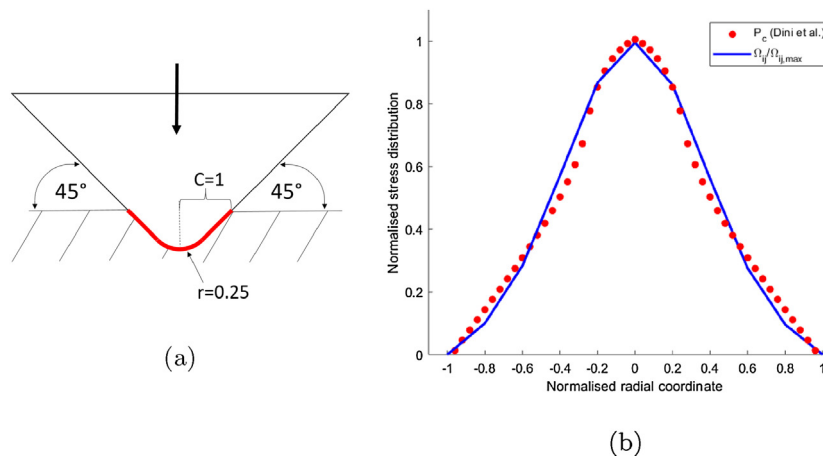 C=1
45°
45°
r=0.25
(a)
P_c (Dini et al.)
Ω_ij/Ω_ij,max
Normalised stress distribution
1
0.8
0.6
0.4
0.2
0
-1 -0.8 -0.6 -0.4 -0.2 0 0.2 0.4 0.6 0.8 1
Normalised radial coordinate
(b)